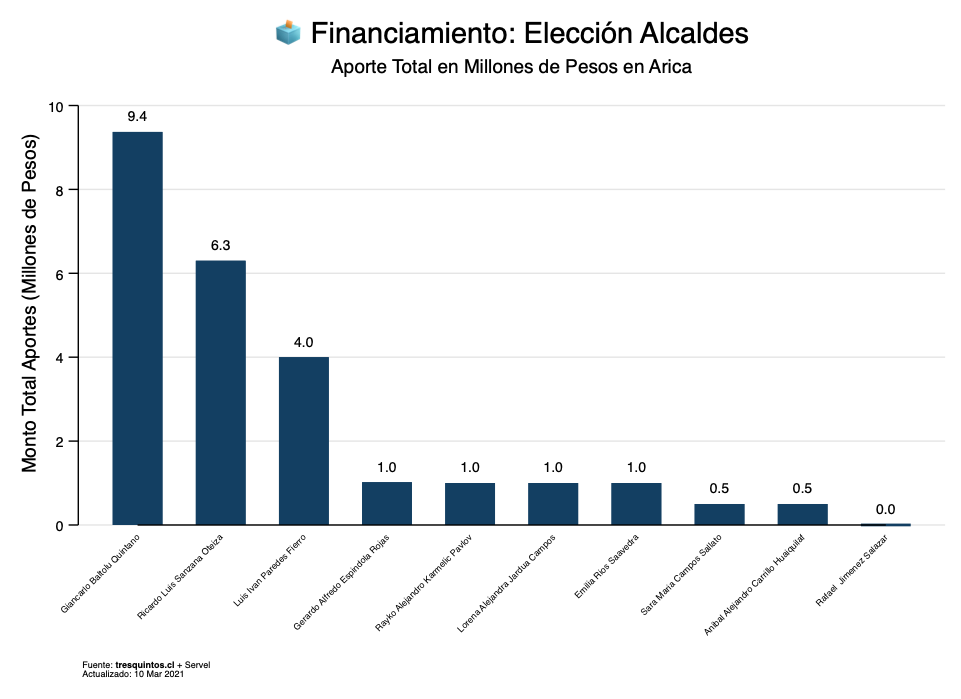 Financiamiento: Elección Alcaldes
Aporte Total en Millones de Pesos en Arica
Monto Total Aportes (Millones de Pesos)
10
8
6
4
2
0
9.4
6.3
4.0
1.0
1.0
1.0
1.0
0.5
0.5
0.0
Giancarlo Baltolu Quintano
Ricardo Luis Sanzana Oteiza
Luis Ivan Paredes Fierro
Gerardo Alfredo Espindola Rojas
Rayko Alejandro Karmelic Pavlov
Lorena Alejandra Jardua Campos
Emilia Rios Saavedra
Sara Maria Campos Sallato
Anibal Alejandro Carrillo Huaiquilaf
Rafael Jimenez Salazar
Fuente: tresquintos.cl + Servel
Actualizado: 10 Mar 2021